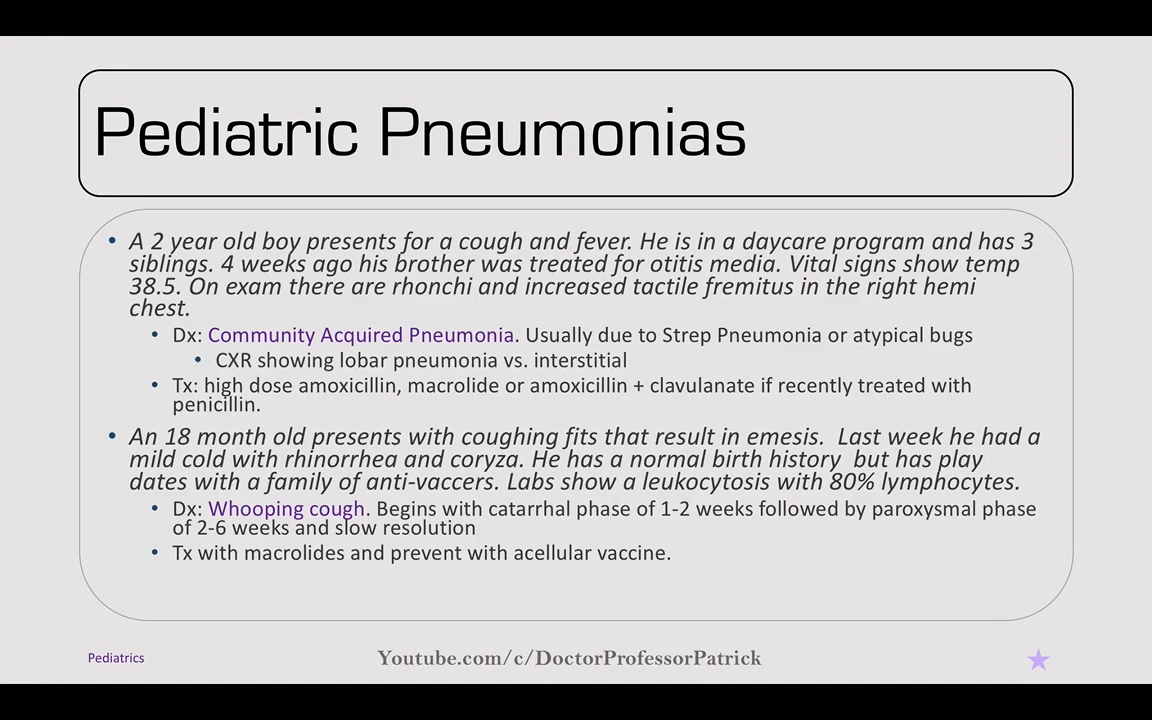 Pediatric Pneumonias
• A 2 year old boy presents for a cough and fever. He is in a daycare program and has 3
siblings. 4 weeks ago his brother was treated for otitis media. Vital signs show temp
38.5. On exam there are rhonchi and increased tactile fremitus in the right hemi
chest.
• Dx: Community Acquired Pneumonia. Usually due to Strep Pneumonia or atypical bugs
• CXR showing lobar pneumonia vs. interstitial
• Tx: high dose amoxicillin, macrolide or amoxicillin + clavulanate if recently treated with
penicillin.
• An 18 month old presents with coughing fits that result in emesis.  Last week he had a
mild cold with rhinorrhea and coryza. He has a normal birth history  but has play
dates with a family of anti-vaccers. Labs show a leukocytosis with 80% lymphocytes.
• Dx: Whooping cough. Begins with catarrhal phase of 1-2 weeks followed by paroxysmal phase
of 2-6 weeks and slow resolution
• Tx with macrolides and prevent with acellular vaccine.
Pediatrics
Youtube.com/c/DoctorProfessorPatrick